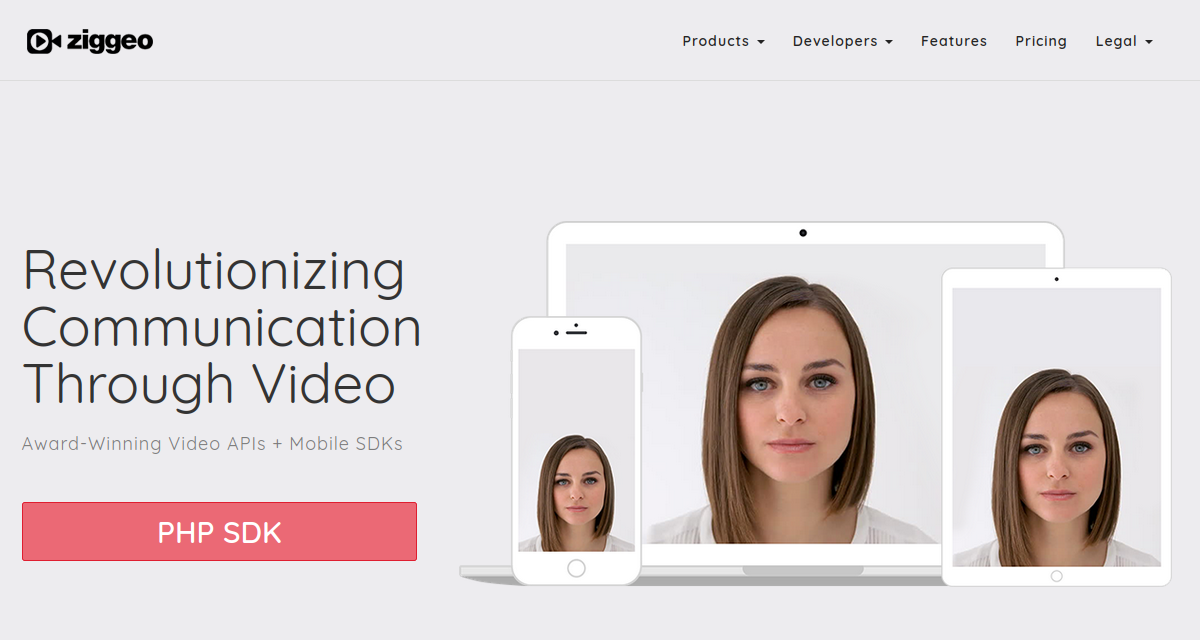 ziggeo
Products Developers Features Pricing Legal
Revolutionizing
Communication
Through Video
Award-Winning Video APIs + Mobile SDKs
PHP SDK